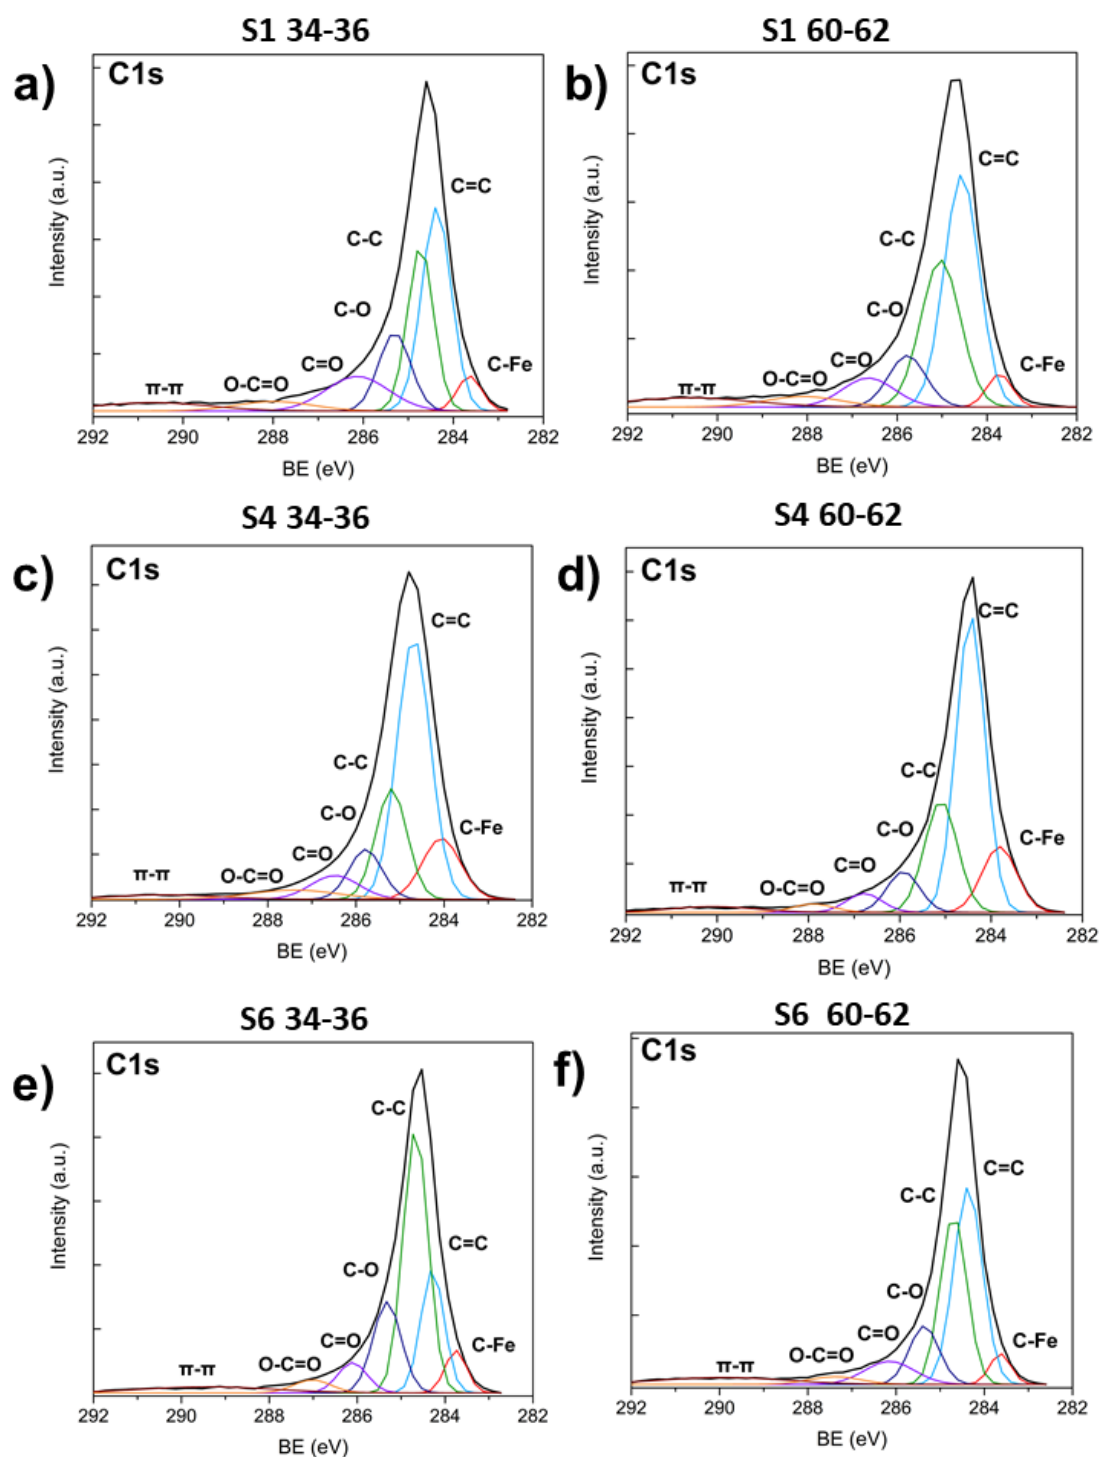 S1 34-36
S1 60-62
a)
C1s
C=C
C-C
C-O
C=O
O-C=O
π-π
C-Fe
Intensity (a.u.)
292 290 288 286 284 282
BE (eV)
b)
C1s
C=C
C-C
C-O
C=O
O-C=O
π-π
C-Fe
Intensity (a.u.)
292 290 288 286 284 282
BE (eV)
S4 34-36
S4 60-62
c)
C1s
C=C
C-C
C-O
C=O
O-C=O
π-π
C-Fe
Intensity (a.u.)
292 290 288 286 284 282
BE (eV)
d)
C1s
C=C
C-C
C-O
C=O
O-C=O
π-π
C-Fe
Intensity (a.u.)
292 290 288 286 284 282
BE (eV)
S6 34-36
S6 60-62
e)
C1s
C-C
C=C
C-O
C=O
O-C=O
π-π
C-Fe
Intensity (a.u.)
292 290 288 286 284 282
BE (eV)
f)
C1s
C=C
C-C
C-O
C=O
O-C=O
π-π
C-Fe
Intensity (a.u.)
292 290 288 286 284 282
BE (eV)